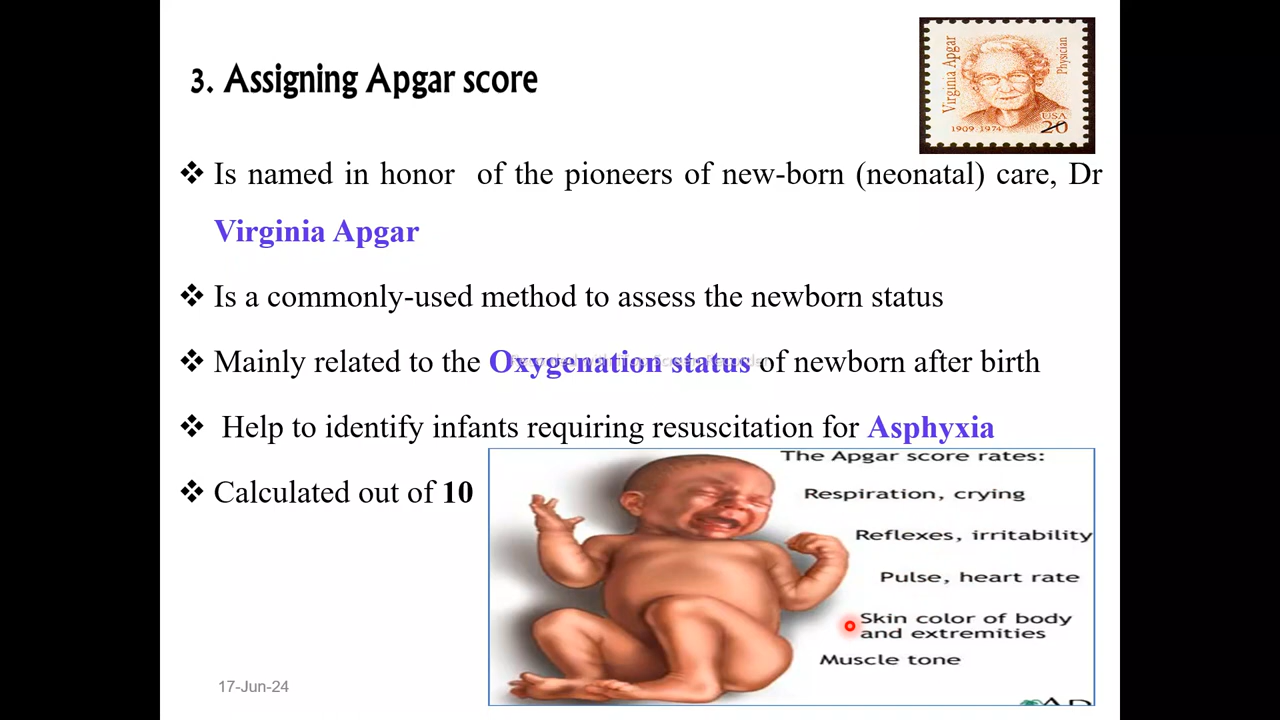 3. Assigning Apgar score
Virginia Apgar
Physician
1909 1974
USA
20
❖ Is named in honor of the pioneers of new-born (neonatal) care, Dr
Virginia Apgar
❖ Is a commonly-used method to assess the newborn status
❖ Mainly related to the Oxygenation status of newborn after birth
❖ Help to identify infants requiring resuscitation for Asphyxia
❖ Calculated out of 10
The Apgar score rates:
Respiration, crying
Reflexes, irritability
Pulse, heart rate
Skin color of body
and extremities
Muscle tone
17-Jun-24